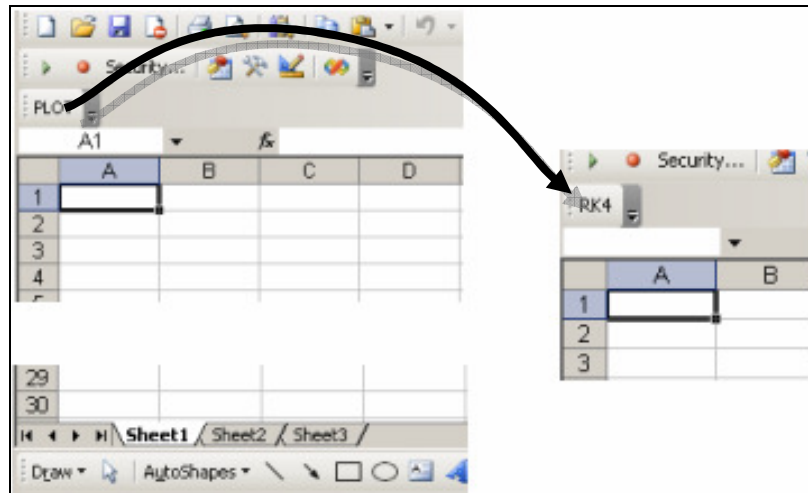 Security...
PLOT
A1 fx
A B C D
1
2
3
4
5
29
30
Sheet1 Sheet2 Sheet3
Draw AutoShapes
Security...
RK4
A B
1
2
3